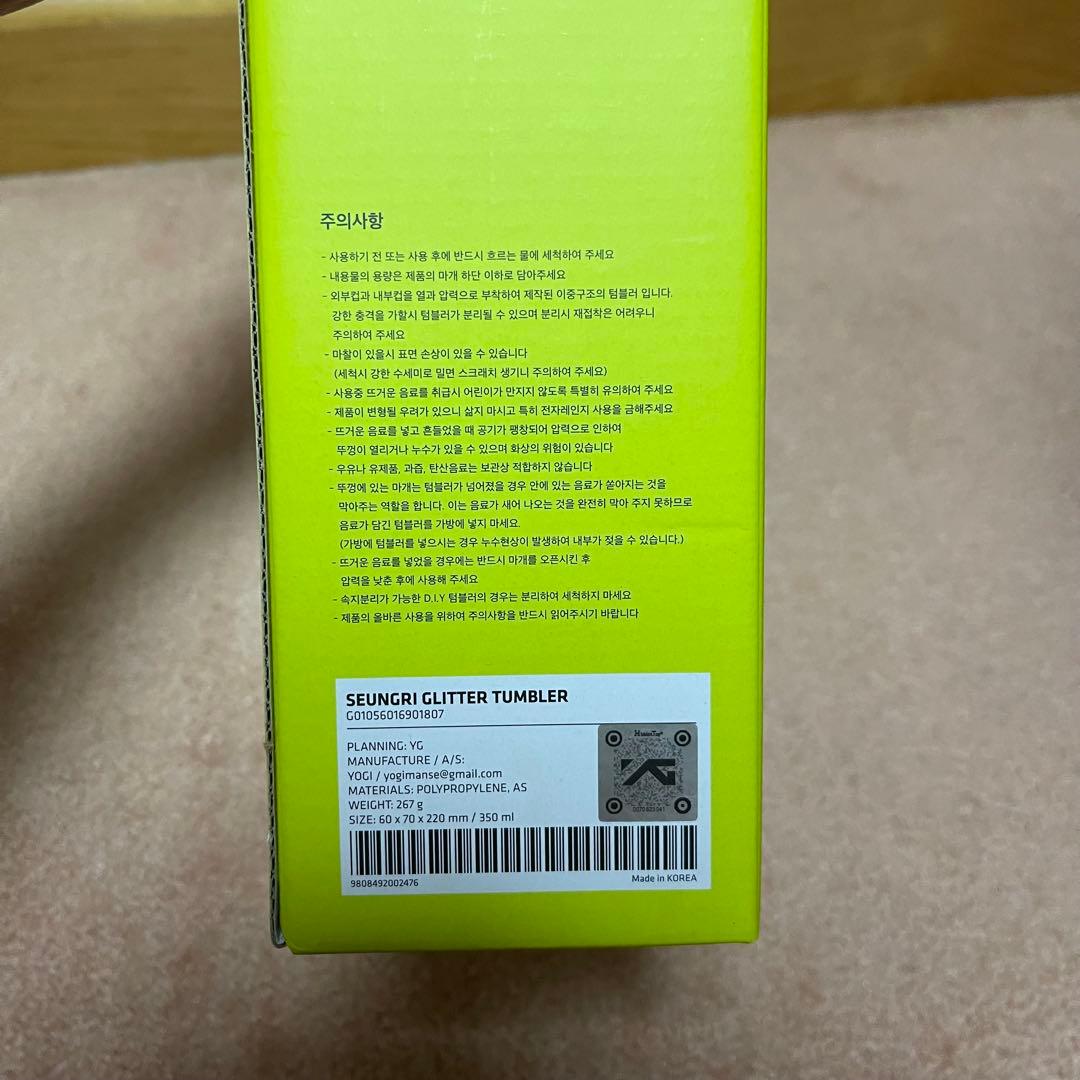 주의사항
- 사용하기 전 또는 사용 후에 반드시 흐르는 물에 세척하여 주세요
- 내용물의 용량은 제품의 마개 하단 이하로 담아주세요
- 외부컵과 내부컵을 열과 압력으로 부착하여 제작된 이중구조의 텀블러 입니다.
강한 충격을 가할시 텀블러가 분리될 수 있으며 분리시 재접착은 어려우니
주의하여 주세요
- 마찰이 있을시 표면 손상이 있을 수 있습니다
(세척시 강한 수세미로 밀면 스크래치 생기니 주의하여 주세요)
- 사용중 뜨거운 음료를 취급시 어린이가 만지지 않도록 특별히 유의하여 주세요
- 제품이 변형될 우려가 있으니 삶지 마시고 특히 전자레인지 사용을 금해주세요
- 뜨거운 음료를 넣고 흔들었을 때 공기가 팽창되어 압력으로 인하여
뚜껑이 열리거나 누수가 있을 수 있으며 화상의 위험이 있습니다
- 우유나 유제품, 과즙, 탄산음료는 보관상 적합하지 않습니다
- 뚜껑에 있는 마개는 텀블러가 넘어졌을 경우 안에 있는 음료가 쏟아지는 것을
막아주는 역할을 합니다. 이는 음료가 새어 나오는 것을 완전히 막아 주지 못하므로
음료가 담긴 텀블러를 가방에 넣지 마세요.
(가방에 텀블러를 넣으시는 경우 누수현상이 발생하여 내부가 젖을 수 있습니다.)
- 뜨거운 음료를 넣었을 경우에는 반드시 마개를 오픈시킨 후
압력을 낮춘 후에 사용해 주세요
- 속지분리가 가능한 D.I.Y 텀블러의 경우는 분리하여 세척하지 마세요
- 제품의 올바른 사용을 위하여 주의사항을 반드시 읽어주시기 바랍니다
SEUNGRI GLITTER TUMBLER
G01056016901807
PLANNING: YG
MANUFACTURE / A/S:
YOGI / yogimanse@gmail.com
MATERIALS: POLYPROPYLENE, AS
WEIGHT: 267 g
SIZE: 60 x 70 x 220 mm / 350 ml
YG
9808492002476
Made in KOREA